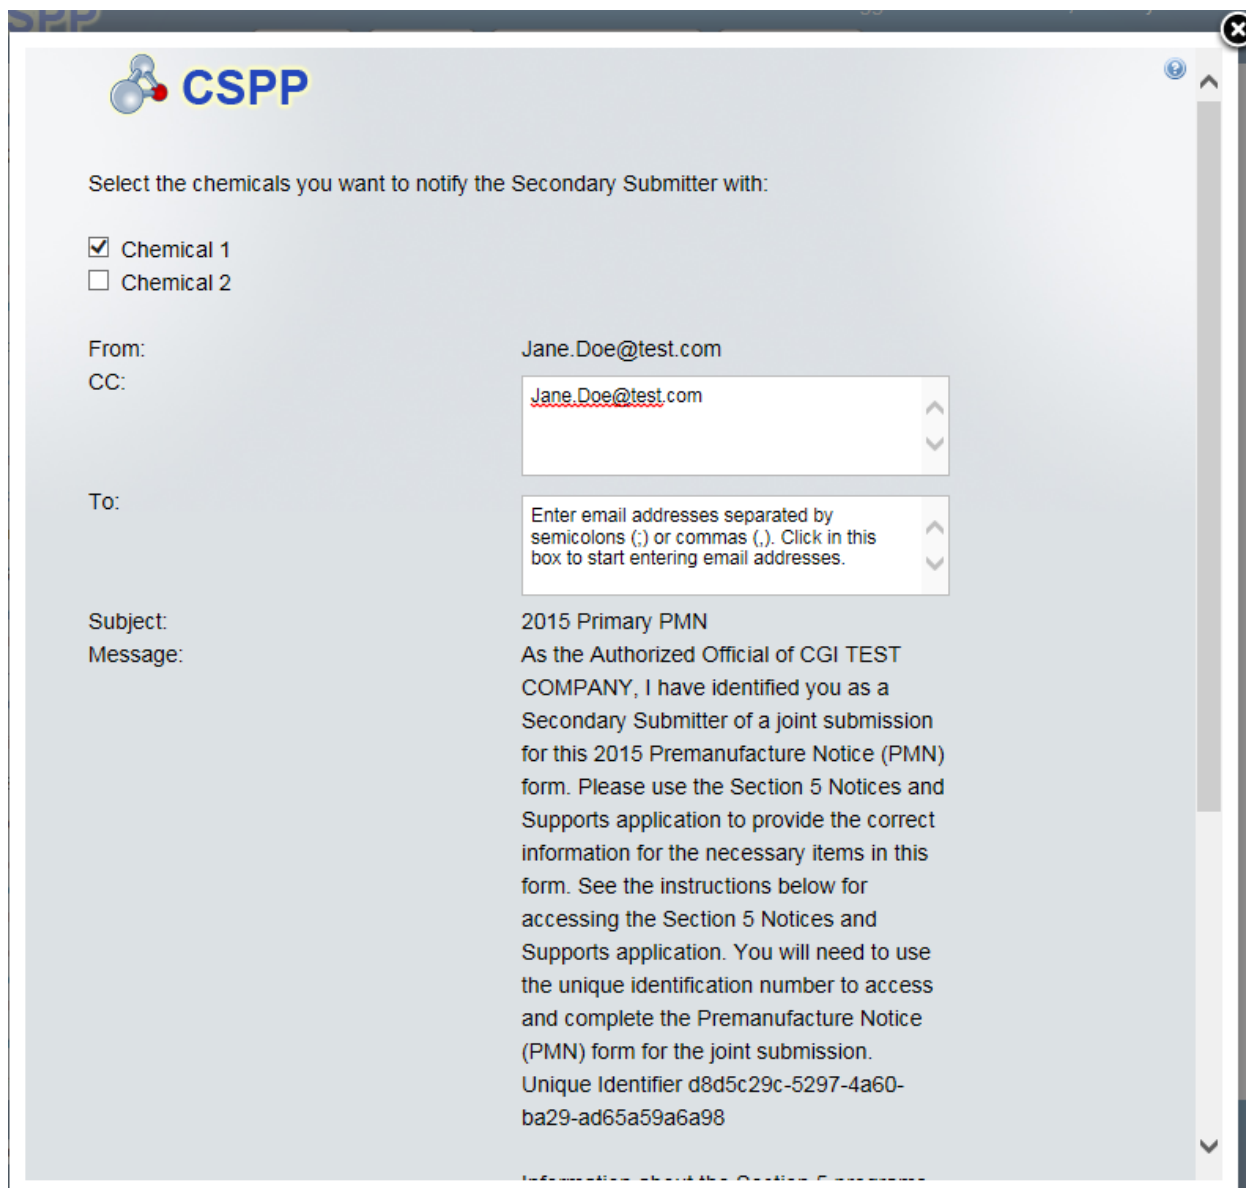 SPP
CSPP
Select the chemicals you want to notify the Secondary Submitter with:
Chemical 1
Chemical 2
From: Jane.Doe@test.com
CC: Jane.Doe@test.com
To: Enter email addresses separated by
semicolons (;) or commas (,). Click in this
box to start entering email addresses.
Subject: 2015 Primary PMN
Message: As the Authorized Official of CGI TEST
COMPANY, I have identified you as a
Secondary Submitter of a joint submission
for this 2015 Premanufacture Notice (PMN)
form. Please use the Section 5 Notices and
Supports application to provide the correct
information for the necessary items in this
form. See the instructions below for
accessing the Section 5 Notices and
Supports application. You will need to use
the unique identification number to access
and complete the Premanufacture Notice
(PMN) form for the joint submission.
Unique Identifier d8d5c29c-5297-4a60-
ba29-ad65a59a6a98
Information about the Section 5 programs